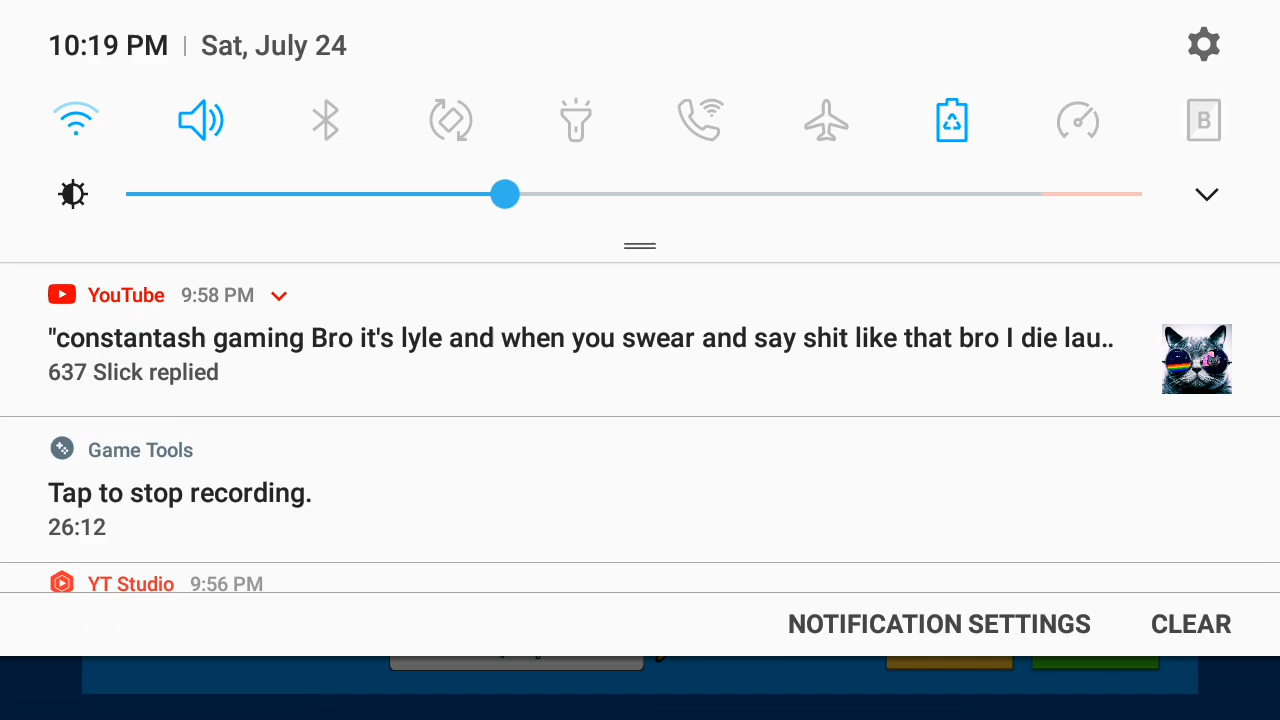 10:19 PM | Sat, July 24
B
YouTube 9:58 PM
"constantash gaming Bro it's lyle and when you swear and say shit like that bro I die lau..
637 Slick replied
Game Tools
Tap to stop recording.
26:12
YT Studio 9:56 PM
NOTIFICATION SETTINGS CLEAR